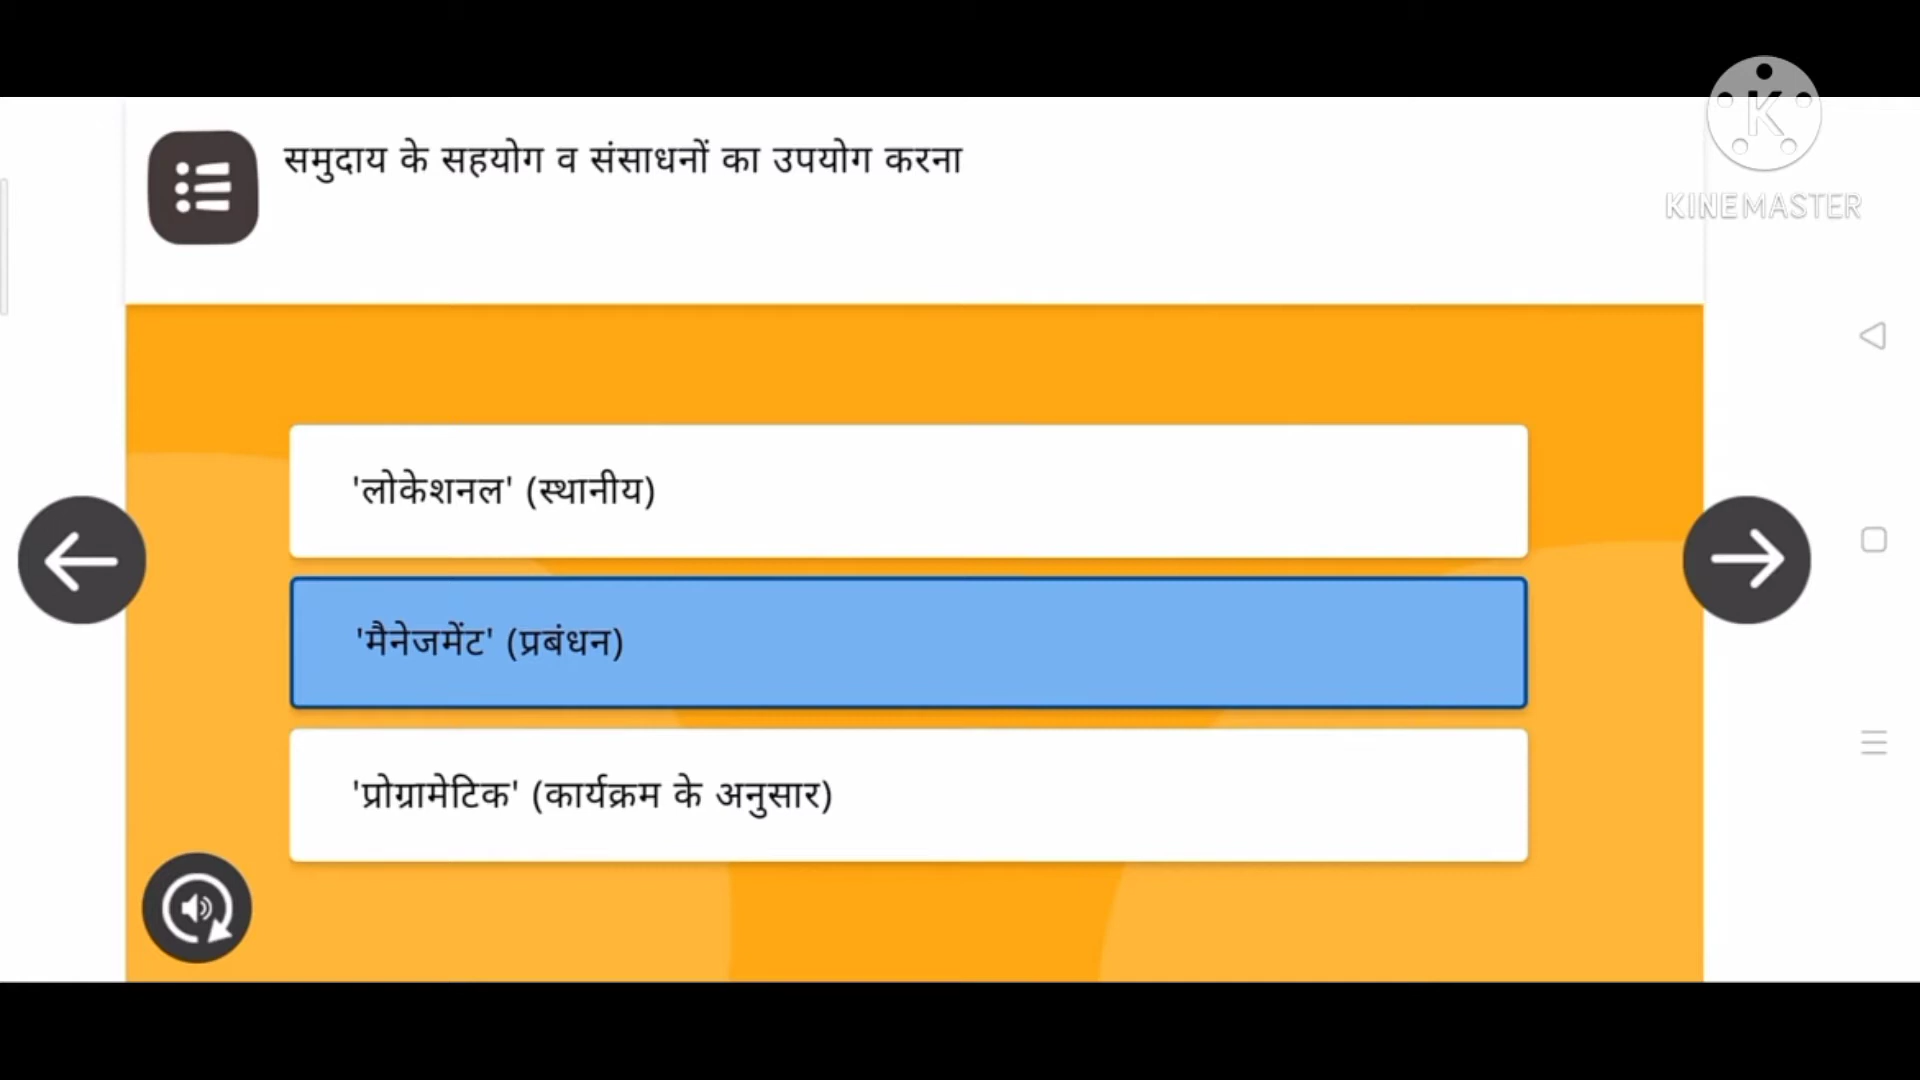 समुदाय के सहयोग व संसाधनों का उपयोग करना
K
KINEMASTER
'लोकेशनल' (स्थानीय)
'मैनेजमेंट' (प्रबंधन)
'प्रोग्रामेटिक' (कार्यक्रम के अनुसार)